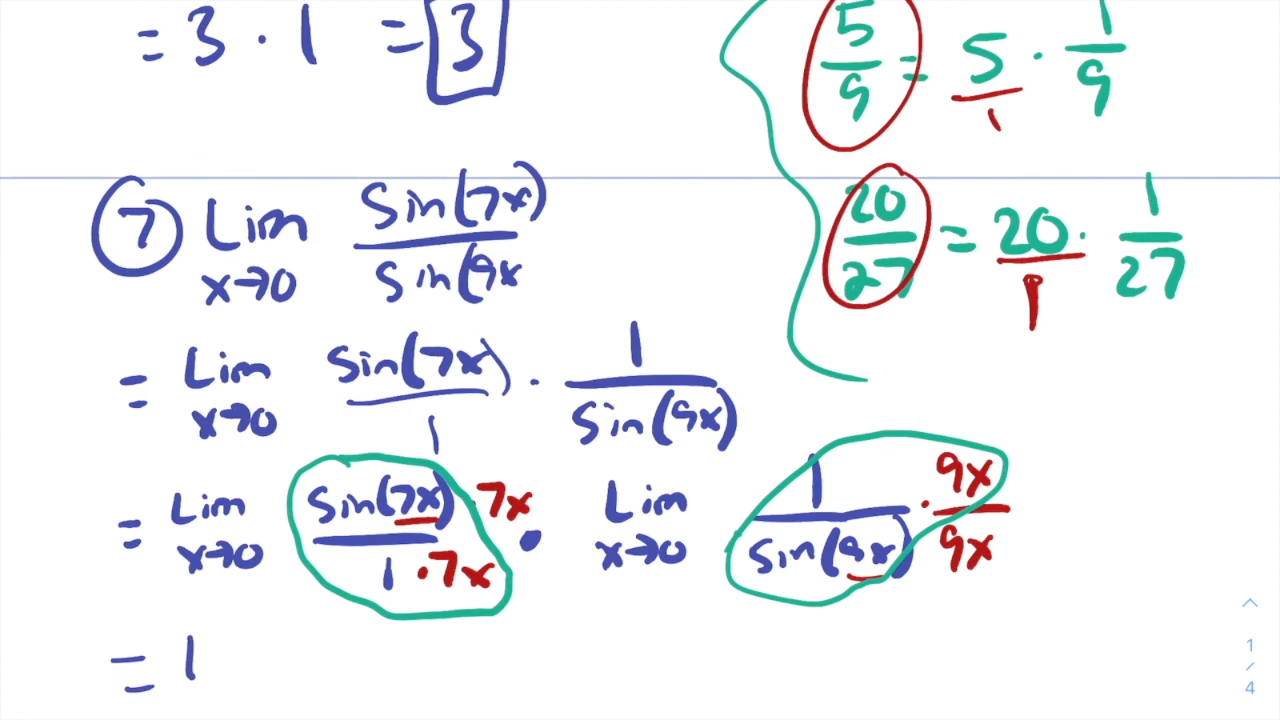 = 3 · 1 = 3
5/9 = 5/1 · 1/9
20/27 = 20/1 · 1/27
7 Lim x→0 Sin(7x)/Sin(9x
= Lim x→0 Sin(7x)/1 · 1/Sin(9x)
= Lim x→0 Sin(7x)/1 · 7x/7x · Lim x→0 1/Sin(9x) · 9x/9x
= 1
^
1
/
4